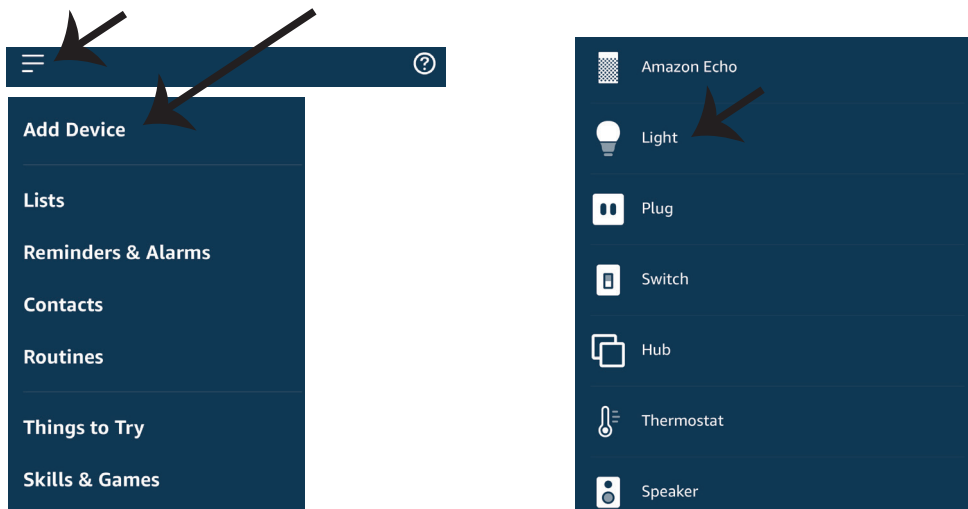 ?
Add Device
Lists
Reminders & Alarms
Contacts
Routines
Things to Try
Skills & Games
Amazon Echo
Light
Plug
Switch
Hub
Thermostat
Speaker